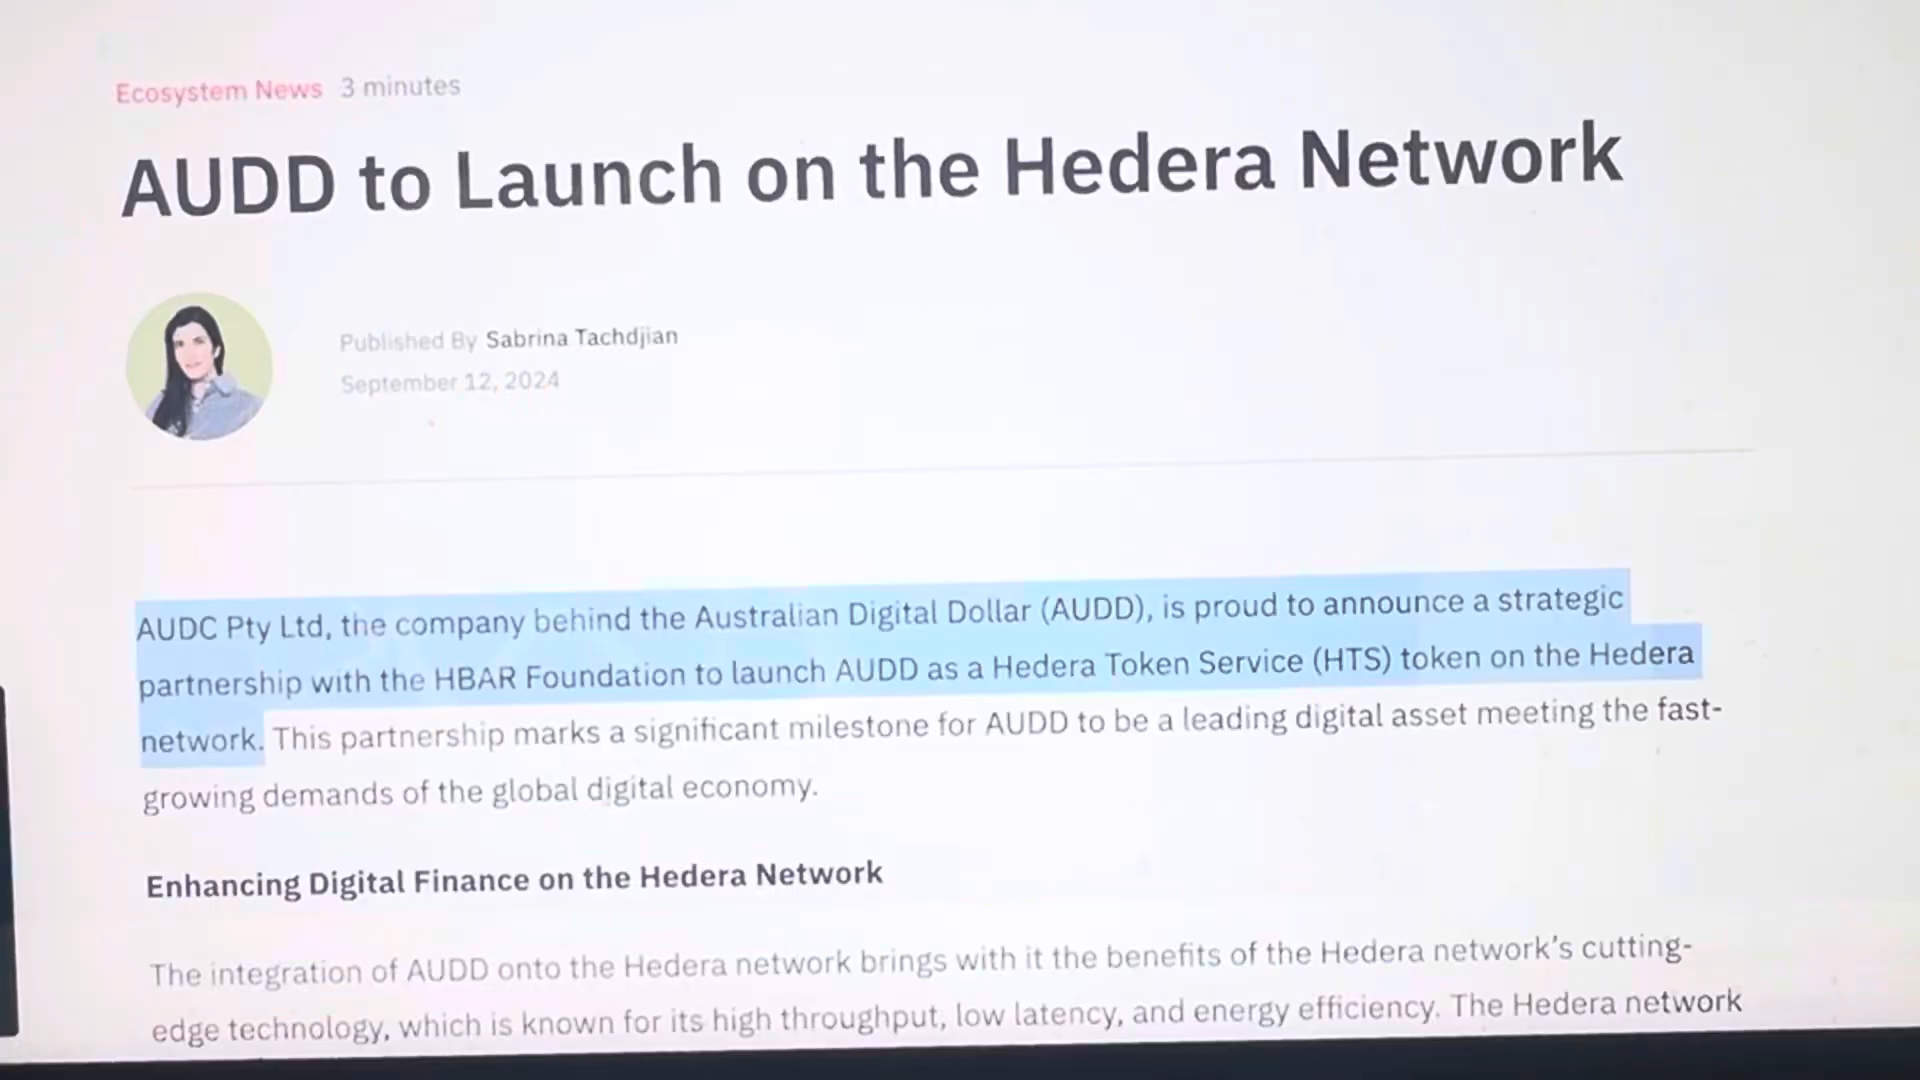 Ecosystem News 3 minutes
AUDD to Launch on the Hedera Network
Published By Sabrina Tachdjian
September 12, 2024
AUDC Pty Ltd, the company behind the Australian Digital Dollar (AUDD), is proud to announce a strategic
partnership with the HBAR Foundation to launch AUDD as a Hedera Token Service (HTS) token on the Hedera
network. This partnership marks a significant milestone for AUDD to be a leading digital asset meeting the fast-
growing demands of the global digital economy.
Enhancing Digital Finance on the Hedera Network
The integration of AUDD onto the Hedera network brings with it the benefits of the Hedera network's cutting-
edge technology, which is known for its high throughput, low latency, and energy efficiency. The Hedera network